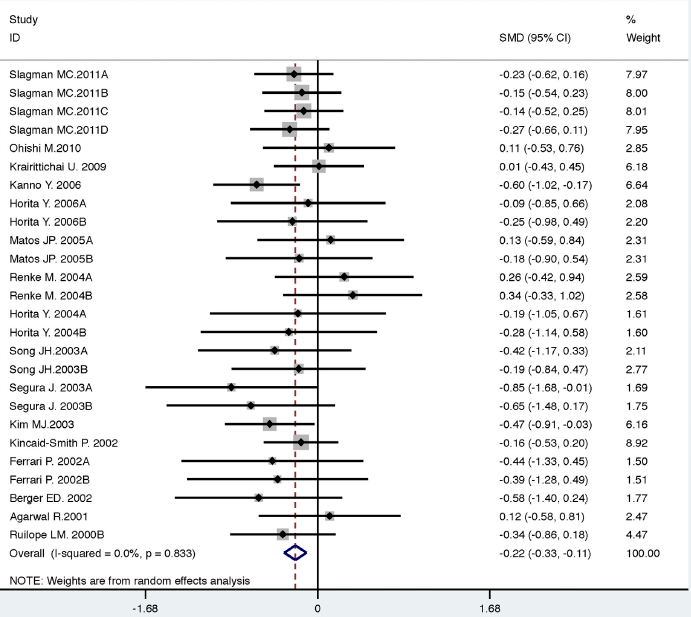 Study %
ID SMD (95% CI) Weight
Slagman MC.2011A -0.23 (-0.62, 0.16) 7.97
Slagman MC.2011B -0.15 (-0.54, 0.23) 8.00
Slagman MC.2011C -0.14 (-0.52, 0.25) 8.01
Slagman MC.2011D -0.27 (-0.66, 0.11) 7.95
Ohishi M.2010 0.11 (-0.53, 0.76) 2.85
Krairittichai U. 2009 0.01 (-0.43, 0.45) 6.18
Kanno Y. 2006 -0.60 (-1.02, -0.17) 6.64
Horita Y. 2006A -0.09 (-0.85, 0.66) 2.08
Horita Y. 2006B -0.25 (-0.98, 0.49) 2.20
Matos JP. 2005A 0.13 (-0.59, 0.84) 2.31
Matos JP. 2005B -0.18 (-0.90, 0.54) 2.31
Renke M. 2004A 0.26 (-0.42, 0.94) 2.59
Renke M. 2004B 0.34 (-0.33, 1.02) 2.58
Horita Y. 2004A -0.19 (-1.05, 0.67) 1.61
Horita Y. 2004B -0.28 (-1.14, 0.58) 1.60
Song JH.2003A -0.42 (-1.17, 0.33) 2.11
Song JH.2003B -0.19 (-0.84, 0.47) 2.77
Segura J. 2003A -0.85 (-1.68, -0.01) 1.69
Segura J. 2003B -0.65 (-1.48, 0.17) 1.75
Kim MJ.2003 -0.47 (-0.91, -0.03) 6.16
Kincaid-Smith P. 2002 -0.16 (-0.53, 0.20) 8.92
Ferrari P. 2002A -0.44 (-1.33, 0.45) 1.50
Ferrari P. 2002B -0.39 (-1.28, 0.49) 1.51
Berger ED. 2002 -0.58 (-1.40, 0.24) 1.77
Agarwal R.2001 0.12 (-0.58, 0.81) 2.47
Ruilope LM. 2000B -0.34 (-0.86, 0.18) 4.47
Overall (I-squared = 0.0%, p = 0.833) -0.22 (-0.33, -0.11) 100.00
NOTE: Weights are from random effects analysis
-1.68 0 1.68